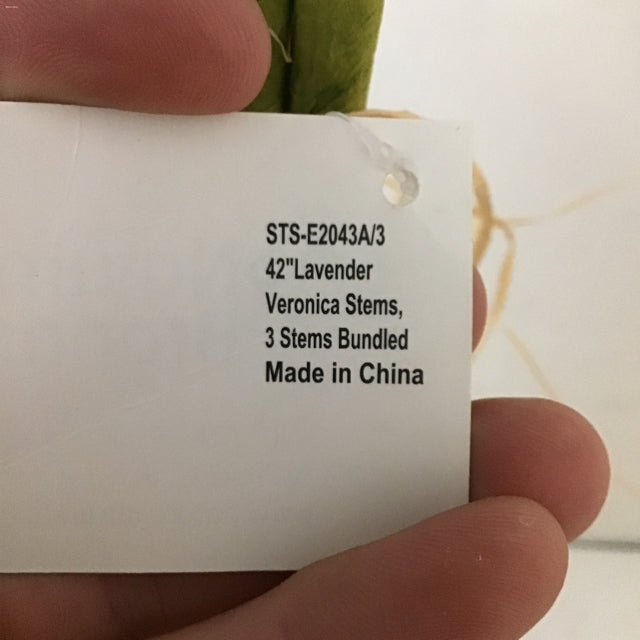 STS-E2043A/3
42"Lavender
Veronica Stems,
3 Stems Bundled
Made in China